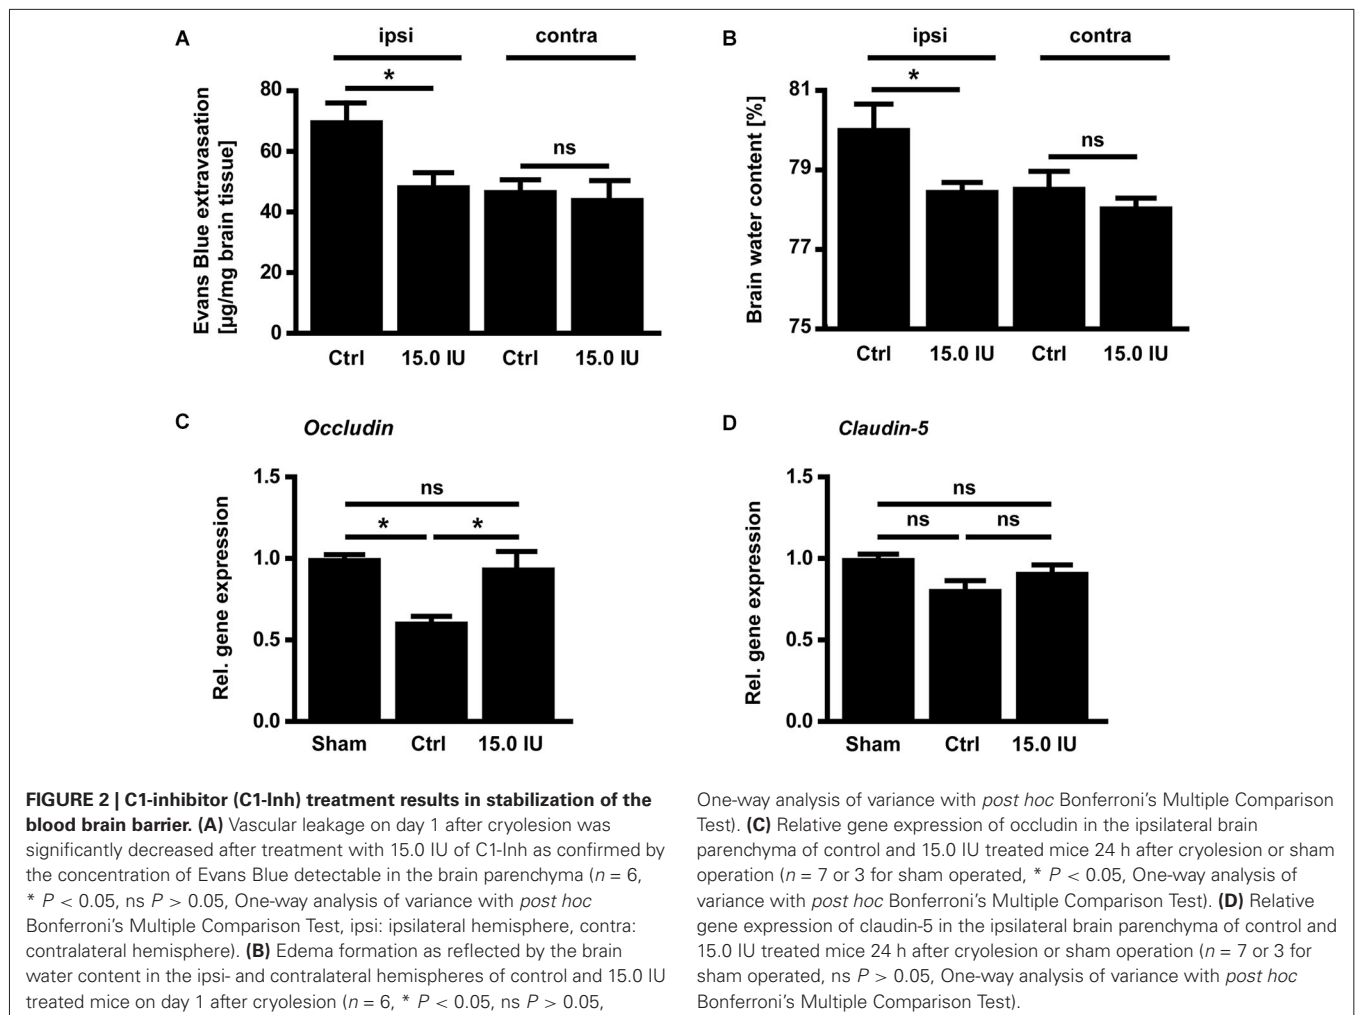 A
ipsi
contra
*
ns
80
60
40
20
0
Evans Blue extravasation
[µg/mg brain tissue]
Ctrl
15.0 IU
Ctrl
15.0 IU
B
ipsi
contra
*
ns
81
79
77
75
Brain water content [%]
Ctrl
15.0 IU
Ctrl
15.0 IU
C
Occludin
ns
*
*
1.5
1.0
0.5
0.0
Rel. gene expression
Sham
Ctrl
15.0 IU
D
Claudin-5
ns
ns
ns
1.5
1.0
0.5
0.0
Rel. gene expression
Sham
Ctrl
15.0 IU
FIGURE 2 | C1-inhibitor (C1-Inh) treatment results in stabilization of the
blood brain barrier. (A) Vascular leakage on day 1 after cryolesion was
significantly decreased after treatment with 15.0 IU of C1-Inh as confirmed by
the concentration of Evans Blue detectable in the brain parenchyma (n = 6,
* P < 0.05, ns P > 0.05, One-way analysis of variance with post hoc
Bonferroni's Multiple Comparison Test, ipsi: ipsilateral hemisphere, contra:
contralateral hemisphere). (B) Edema formation as reflected by the brain
water content in the ipsi- and contralateral hemispheres of control and 15.0 IU
treated mice on day 1 after cryolesion (n = 6, * P < 0.05, ns P > 0.05,
One-way analysis of variance with post hoc Bonferroni's Multiple Comparison
Test). (C) Relative gene expression of occludin in the ipsilateral brain
parenchyma of control and 15.0 IU treated mice 24 h after cryolesion or sham
operation (n = 7 or 3 for sham operated, * P < 0.05, One-way analysis of
variance with post hoc Bonferroni's Multiple Comparison Test). (D) Relative
gene expression of claudin-5 in the ipsilateral brain parenchyma of control and
15.0 IU treated mice 24 h after cryolesion or sham operation (n = 7 or 3 for
sham operated, ns P > 0.05, One-way analysis of variance with post hoc
Bonferroni's Multiple Comparison Test).